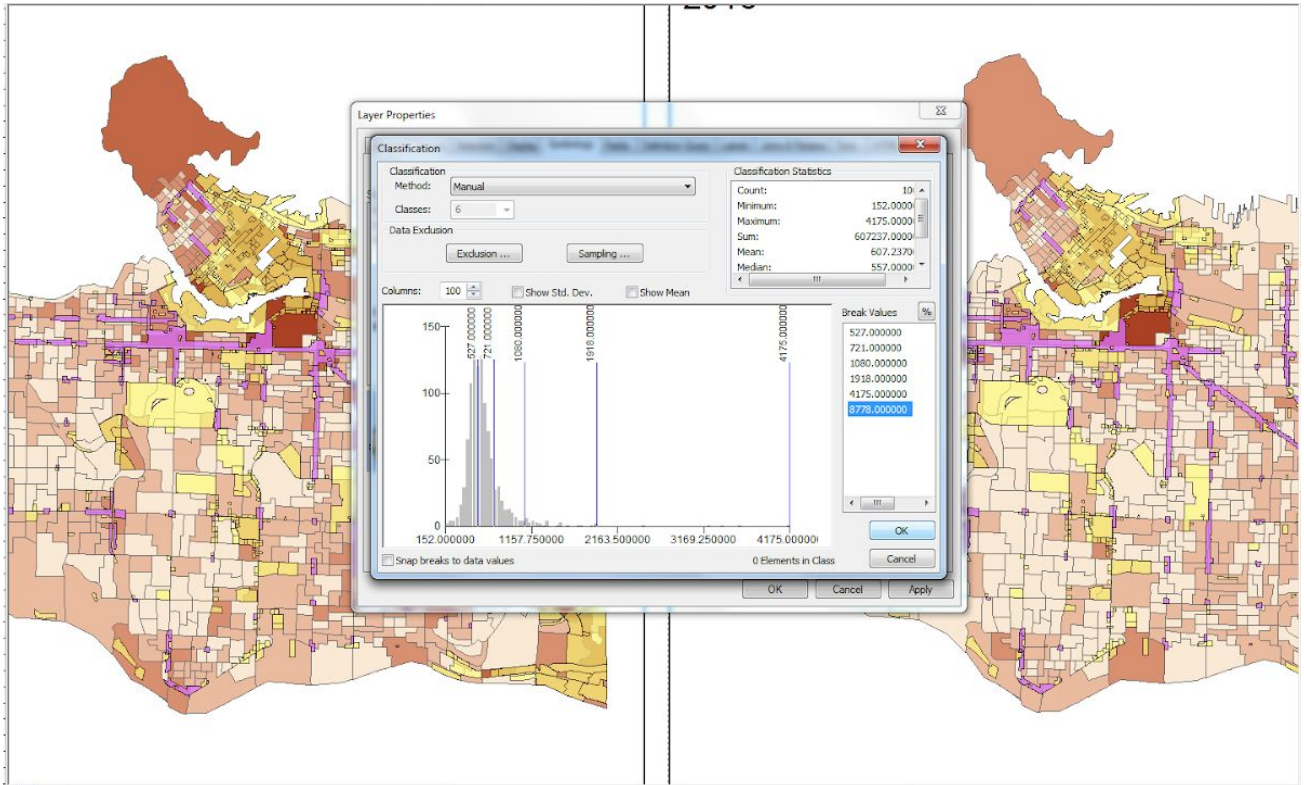 Layer Properties
Classification
Classification
Method: Manual
Classes: 6
Data Exclusion
Exclusion ...
Sampling ...
Classification Statistics
Count: 10
Minimum: 152.0000
Maximum: 4175.0000
Sum: 607237.0000
Mean: 607.2370
Median: 557.0000
Columns: 100
Show Std. Dev.
Show Mean
Break Values
%
527.000000
721.000000
1080.000000
1918.000000
4175.000000
8778.000000
527.000000
721.000000
1080.000000
1918.000000
4175.000000
150
100
50
0
152.000000 1157.750000 2163.500000 3169.250000 4175.000000
Snap breaks to data values
0 Elements in Class
OK
Cancel
OK
Cancel
Apply